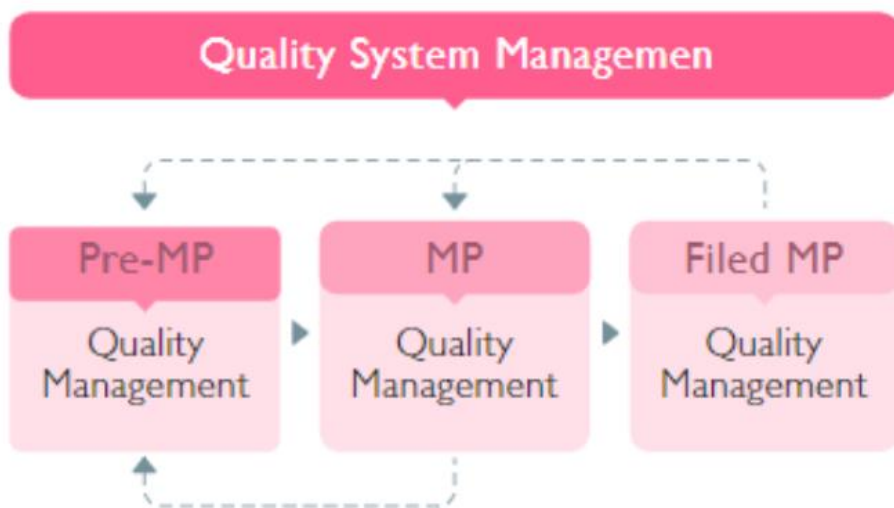 Quality System Managemen
Pre-MP
Quality
Management
MP
Quality
Management
Filed MP
Quality
Management